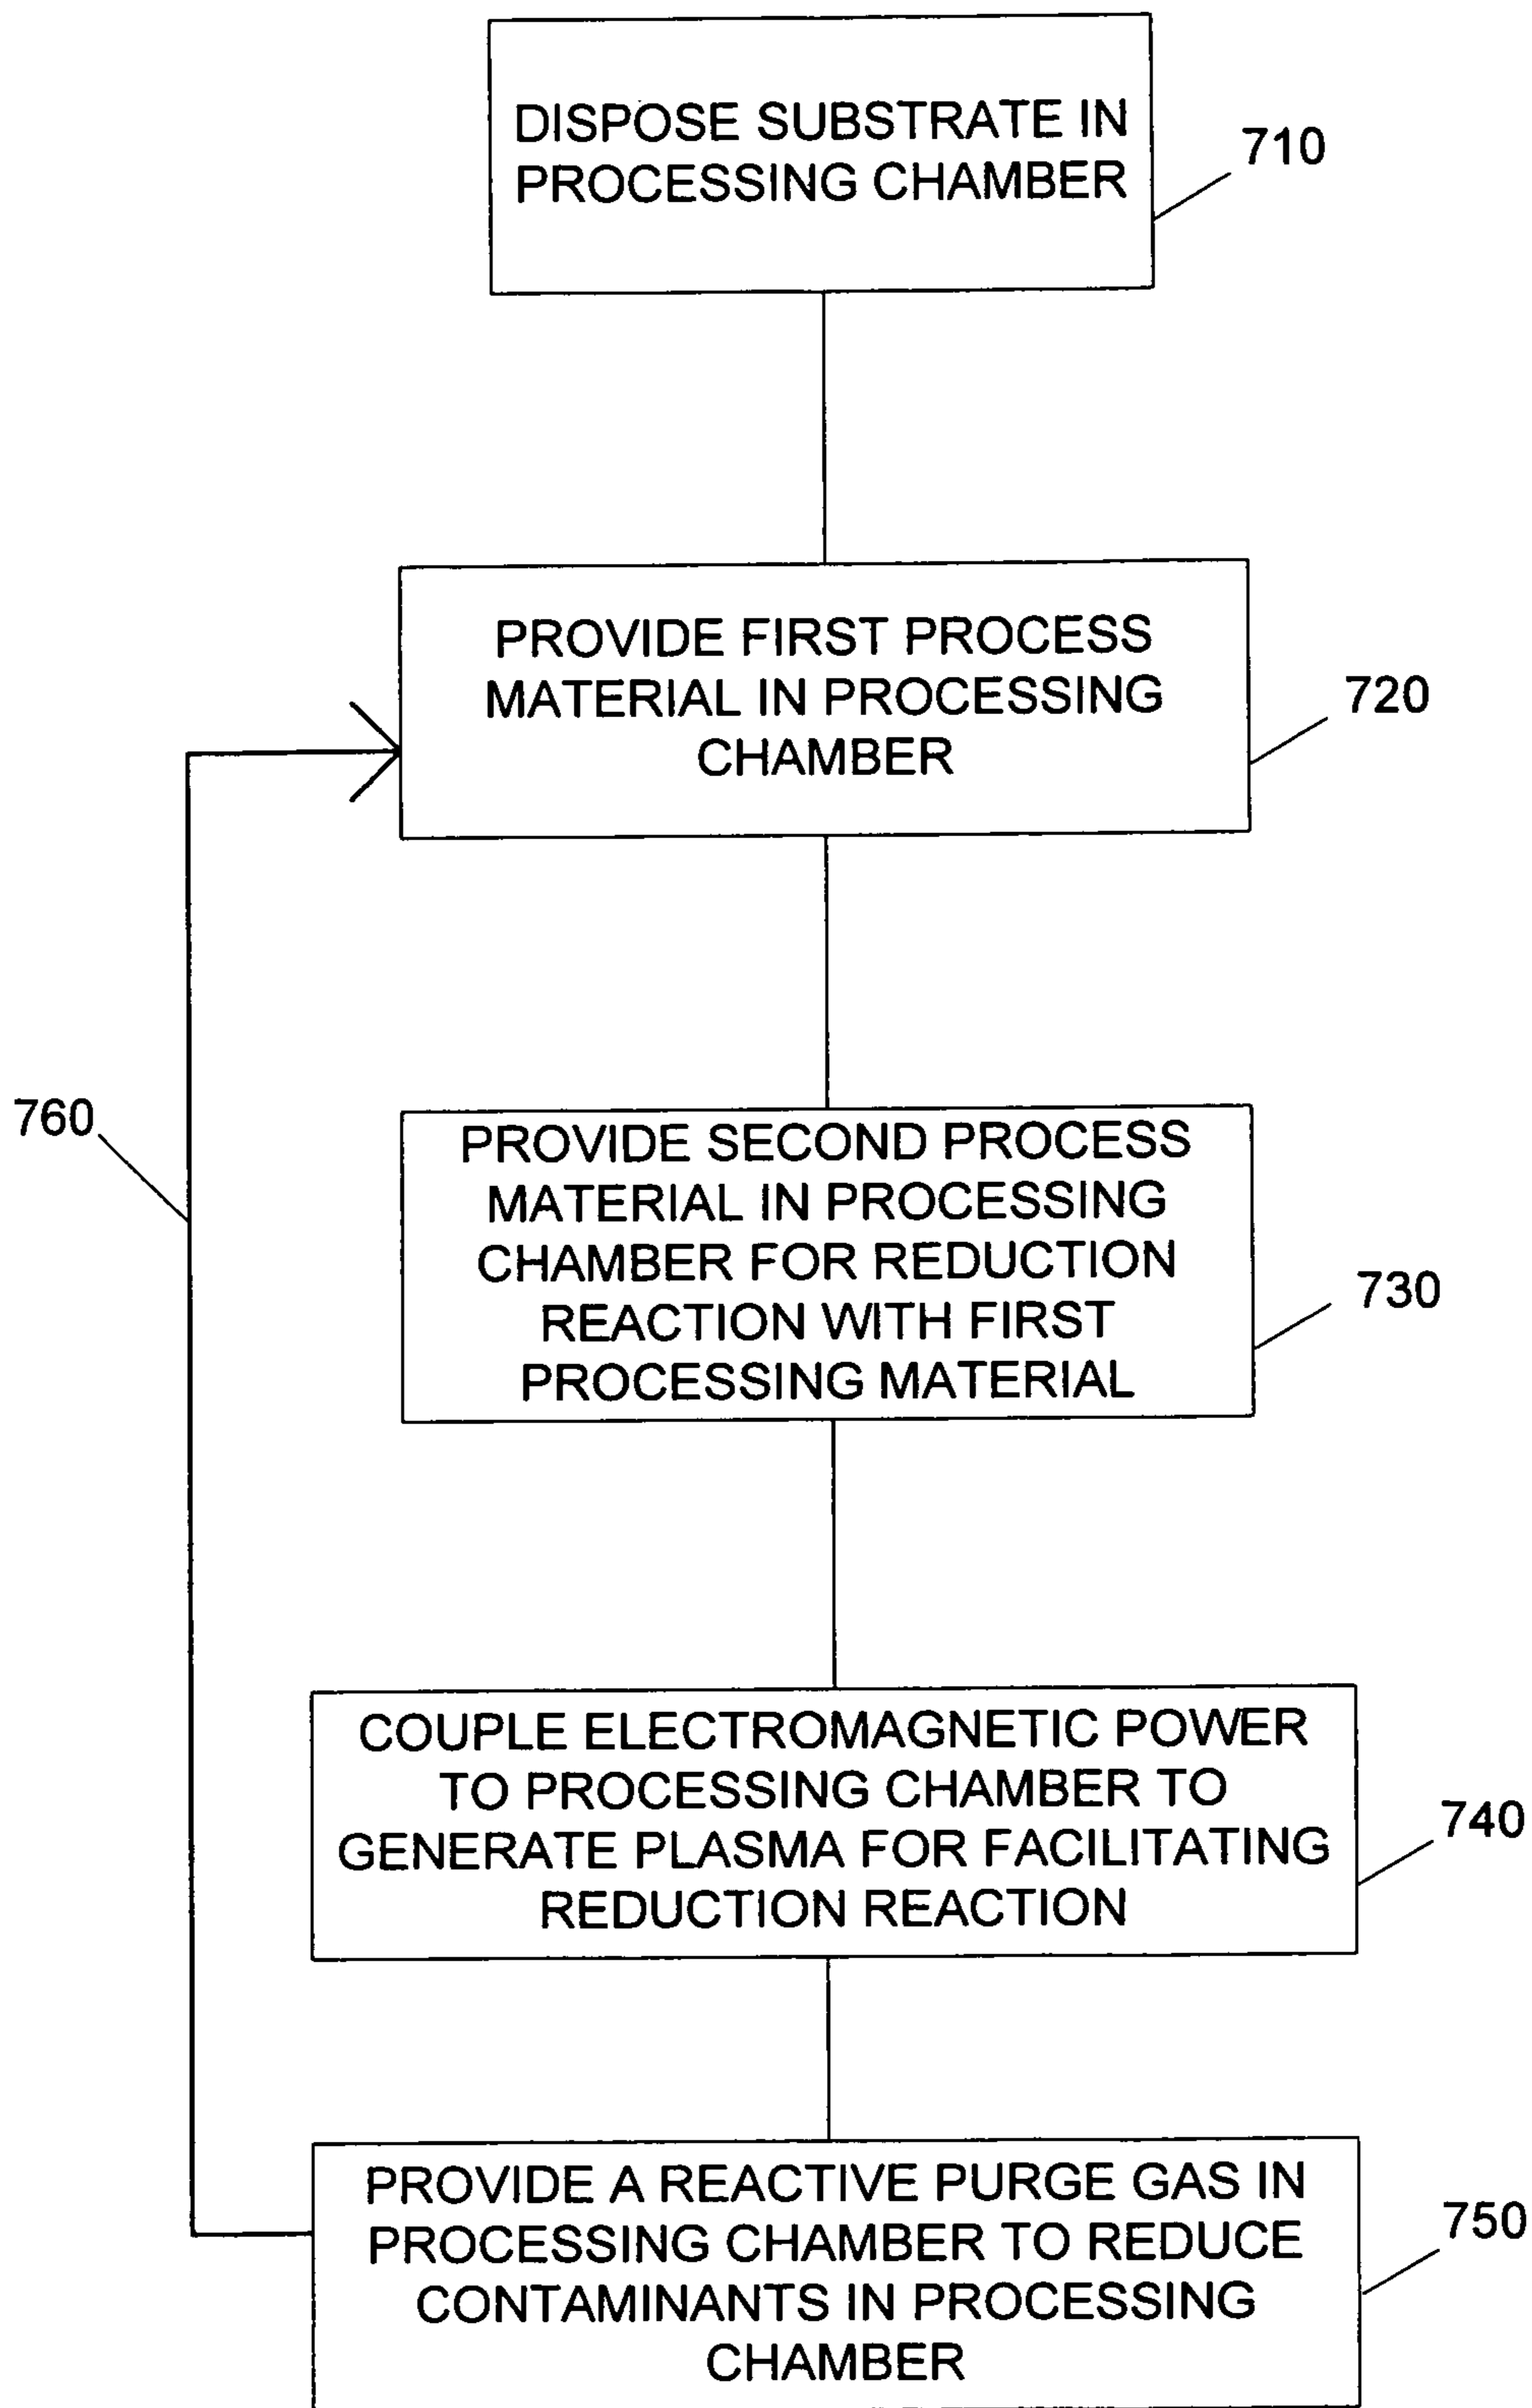 DISPOSE SUBSTRATE IN
PROCESSING CHAMBER
710
PROVIDE FIRST PROCESS
MATERIAL IN PROCESSING
CHAMBER
720
760
PROVIDE SECOND PROCESS
MATERIAL IN PROCESSING
CHAMBER FOR REDUCTION
REACTION WITH FIRST
PROCESSING MATERIAL
730
COUPLE ELECTROMAGNETIC POWER
TO PROCESSING CHAMBER TO
GENERATE PLASMA FOR FACILITATING
REDUCTION REACTION
740
PROVIDE A REACTIVE PURGE GAS IN
PROCESSING CHAMBER TO REDUCE
CONTAMINANTS IN PROCESSING
CHAMBER
750